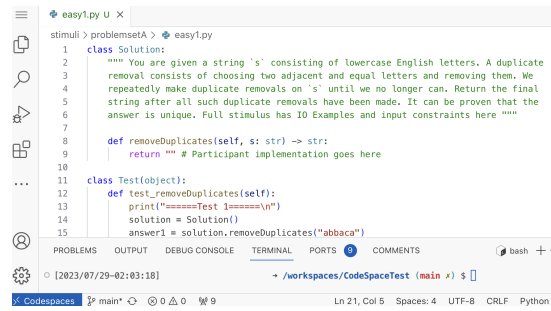 easy1.py U ×
stimuli > problemsetA > easy1.py
1 class Solution:
2 """ You are given a string `s` consisting of lowercase English letters. A duplicate
3 removal consists of choosing two adjacent and equal letters and removing them. We
4 repeatedly make duplicate removals on `s` until we no longer can. Return the final
5 string after all such duplicate removals have been made. It can be proven that the
6 answer is unique. Full stimulus has IO Examples and input constraints here """
7
8 def removeDuplicates(self, s: str) -> str:
9 return "" # Participant implementation goes here
10
11 class Test(object):
12 def test_removeDuplicates(self):
13 print("======Test 1======\n")
14 solution = Solution()
15 answer1 = solution.removeDuplicates("abbaca")
PROBLEMS OUTPUT DEBUG CONSOLE TERMINAL PORTS 9 COMMENTS bash +
[2023/07/29-02:03:18] → /workspaces/CodeSpaceTest (main ✗) $
Codespaces main* 0 0 9 Ln 21, Col 5 Spaces: 4 UTF-8 CRLF Python